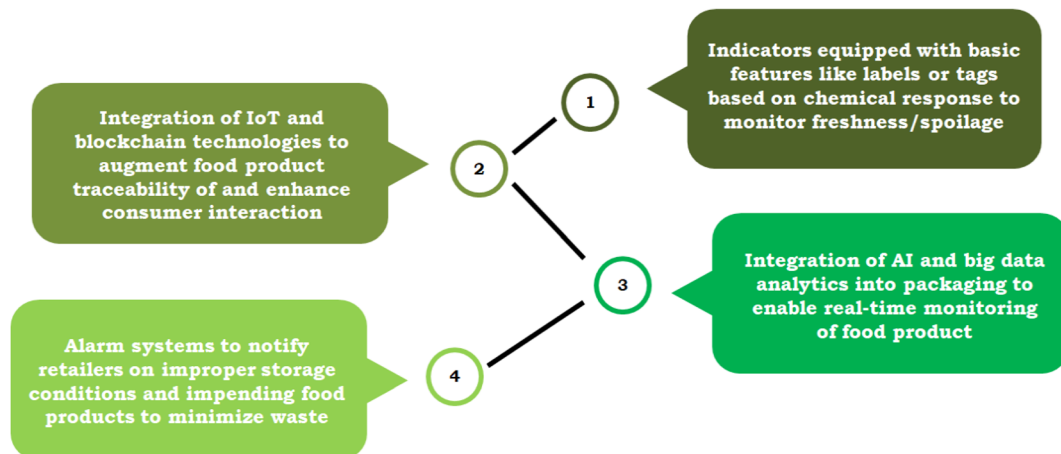 1
Indicators equipped with basic
features like labels or tags
based on chemical response to
monitor freshness/spoilage
2
Integration of IoT and
blockchain technologies to
augment food product
traceability of and enhance
consumer interaction
3
Integration of AI and big data
analytics into packaging to
enable real-time monitoring
of food product
4
Alarm systems to notify
retailers on improper storage
conditions and impending food
products to minimize waste